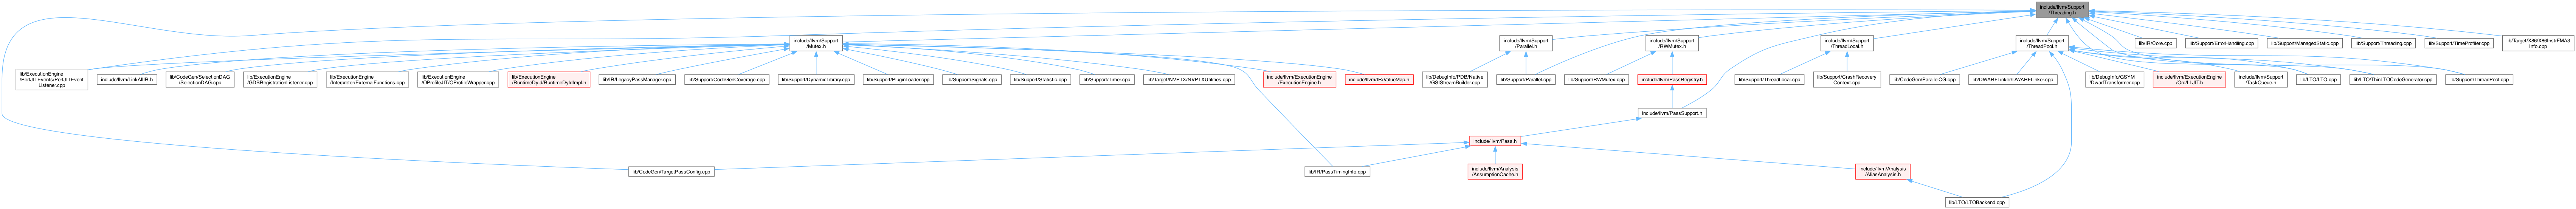 include/llvm/Support
/Threading.h
include/llvm/Support
/Mutex.h
include/llvm/Support
/Parallel.h
include/llvm/Support
/RWMutex.h
include/llvm/Support
/ThreadLocal.h
include/llvm/Support
/ThreadPool.h
lib/IR/Core.cpp
lib/Support/ErrorHandling.cpp
lib/Support/ManagedStatic.cpp
lib/Support/Threading.cpp
lib/Support/TimeProfiler.cpp
lib/Target/X86/X86InstrFMA3
Info.cpp
lib/ExecutionEngine
/PerfJITEvents/PerfJITEvent
Listener.cpp
include/llvm/LinkAllIR.h
lib/CodeGen/SelectionDAG
/SelectionDAG.cpp
lib/ExecutionEngine
/GDBRegistrationListener.cpp
lib/ExecutionEngine
/Interpreter/ExternalFunctions.cpp
lib/ExecutionEngine
/OProfileJIT/OProfileWrapper.cpp
lib/ExecutionEngine
/RuntimeDyld/RuntimeDyldImpl.h
lib/IR/LegacyPassManager.cpp
lib/Support/CodeGenCoverage.cpp
lib/Support/DynamicLibrary.cpp
lib/Support/PluginLoader.cpp
lib/Support/Signals.cpp
lib/Support/Statistic.cpp
lib/Support/Timer.cpp
lib/Target/NVPTX/NVPTXUtilities.cpp
include/llvm/ExecutionEngine
/ExecutionEngine.h
include/llvm/IR/ValueMap.h
lib/DebugInfo/PDB/Native
/GSIStreamBuilder.cpp
lib/Support/Parallel.cpp
lib/Support/RWMutex.cpp
include/llvm/PassRegistry.h
lib/Support/ThreadLocal.cpp
lib/Support/CrashRecovery
Context.cpp
lib/CodeGen/ParallelCG.cpp
lib/DWARFLinker/DWARFLinker.cpp
lib/DebugInfo/GSYM
/DwarfTransformer.cpp
include/llvm/ExecutionEngine
/Orc/LLJIT.h
include/llvm/Support
/TaskQueue.h
lib/LTO/LTO.cpp
lib/LTO/ThinLTOCodeGenerator.cpp
lib/Support/ThreadPool.cpp
include/llvm/PassSupport.h
include/llvm/Pass.h
lib/CodeGen/TargetPassConfig.cpp
lib/IR/PassTimingInfo.cpp
include/llvm/Analysis
/AssumptionCache.h
include/llvm/Analysis
/AliasAnalysis.h
lib/LTO/LTOBackend.cpp